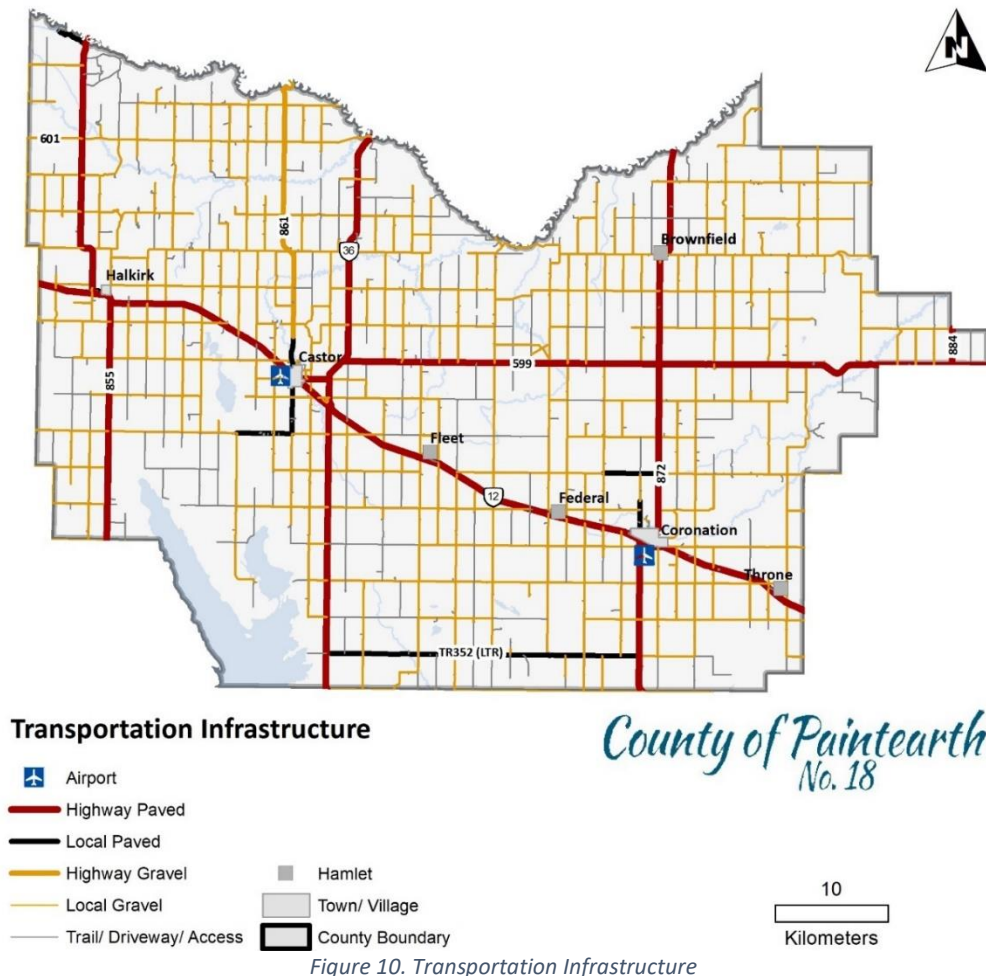 N
601
861
36
Brownfield
Halkirk
884
Castor
599
855
Fleet
872
12
Federal
Coronation
Throne
TR352 (LTR)
Transportation Infrastructure
County of Paintearth
No. 18
Airport
Highway Paved
Local Paved
Highway Gravel
Hamlet
Local Gravel
Town/ Village
10
Trail/ Driveway/ Access
County Boundary
Kilometers
Figure 10. Transportation Infrastructure